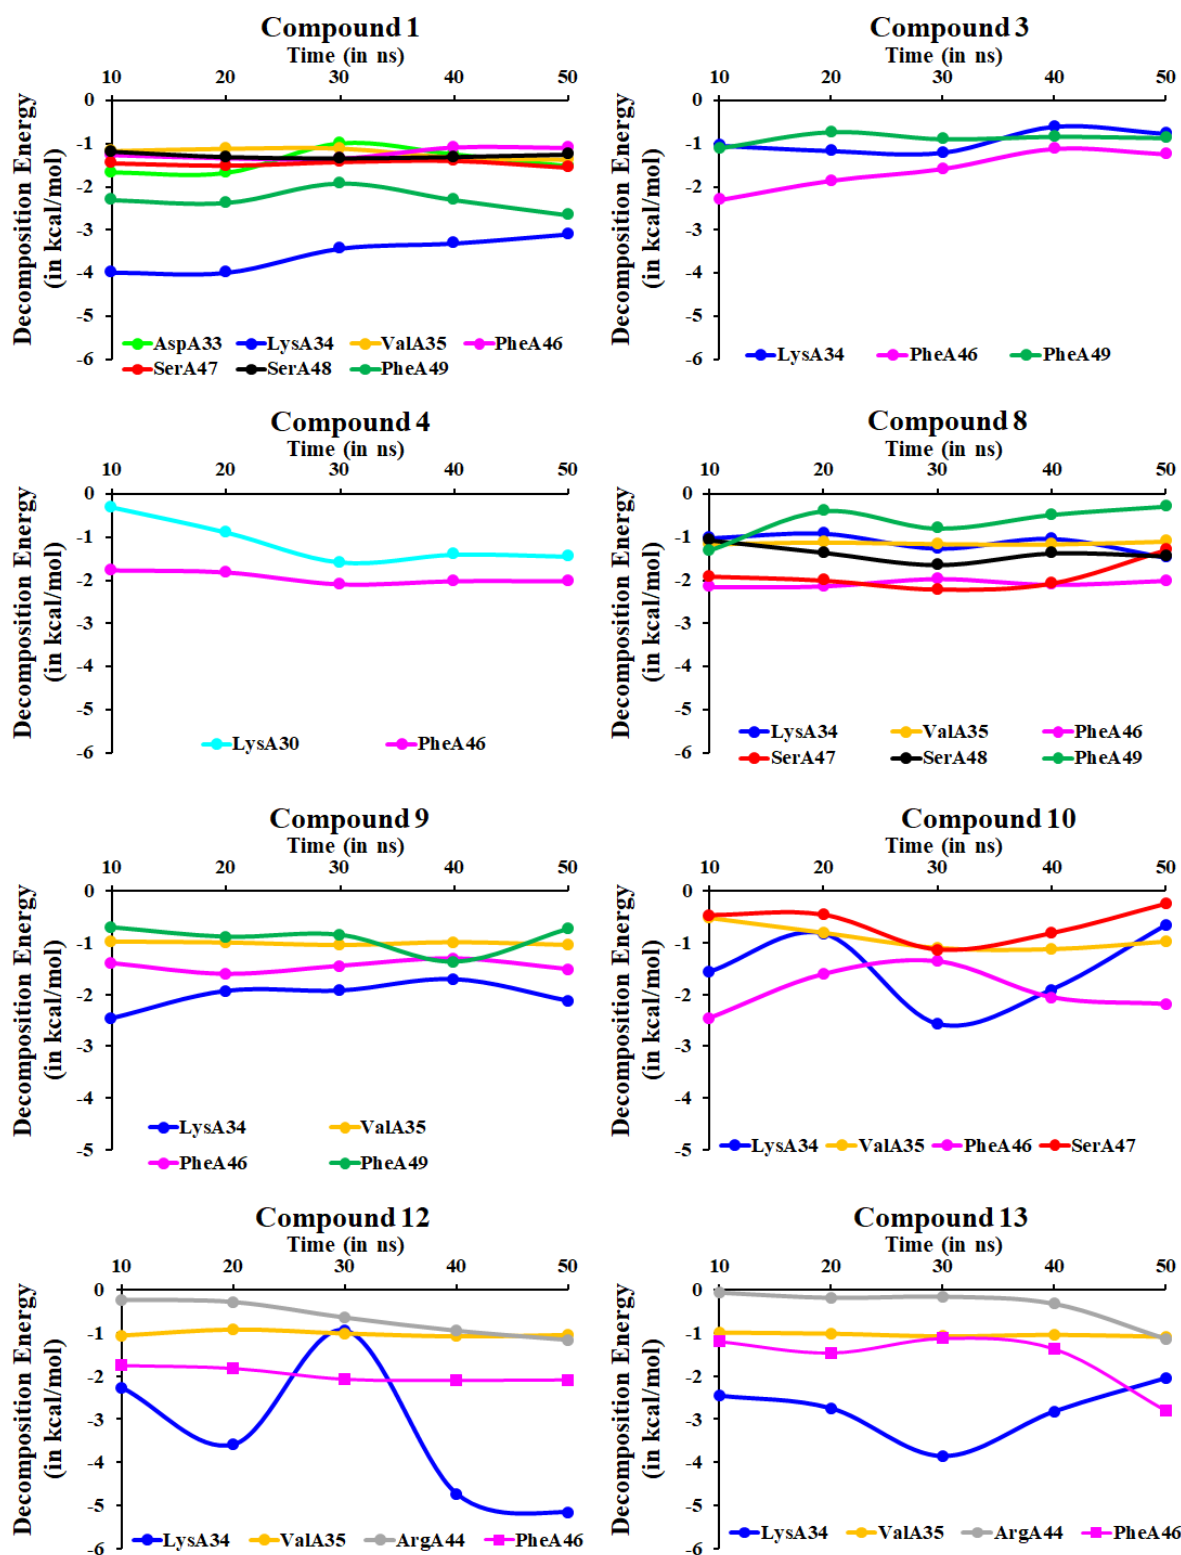 Compound 1
Time (in ns)
10 20 30 40 50
0
-1
-2
-3
-4
-5
-6
Decomposition Energy
(in kcal/mol)
AspA33 LysA34 ValA35 PheA46
SerA47 SerA48 PheA49
Compound 3
Time (in ns)
10 20 30 40 50
0
-1
-2
-3
-4
-5
-6
Decomposition Energy
(in kcal/mol)
LysA34 PheA46 PheA49
Compound 4
Time (in ns)
10 20 30 40 50
0
-1
-2
-3
-4
-5
-6
Decomposition Energy
(in kcal/mol)
LysA30 PheA46
Compound 8
Time (in ns)
10 20 30 40 50
0
-1
-2
-3
-4
-5
-6
Decomposition Energy
(in kcal/mol)
LysA34 ValA35 PheA46
SerA47 SerA48 PheA49
Compound 9
Time (in ns)
10 20 30 40 50
0
-1
-2
-3
-4
-5
Decomposition Energy
(in kcal/mol)
LysA34 ValA35
PheA46 PheA49
Compound 10
Time (in ns)
10 20 30 40 50
0
-1
-2
-3
-4
-5
Decomposition Energy
(in kcal/mol)
LysA34 ValA35 PheA46 SerA47
Compound 12
Time (in ns)
10 20 30 40 50
0
-1
-2
-3
-4
-5
-6
Decomposition Energy
(in kcal/mol)
LysA34 ValA35 ArgA44 PheA46
Compound 13
Time (in ns)
10 20 30 40 50
0
-1
-2
-3
-4
-5
-6
Decomposition Energy
(in kcal/mol)
LysA34 ValA35 ArgA44 PheA46